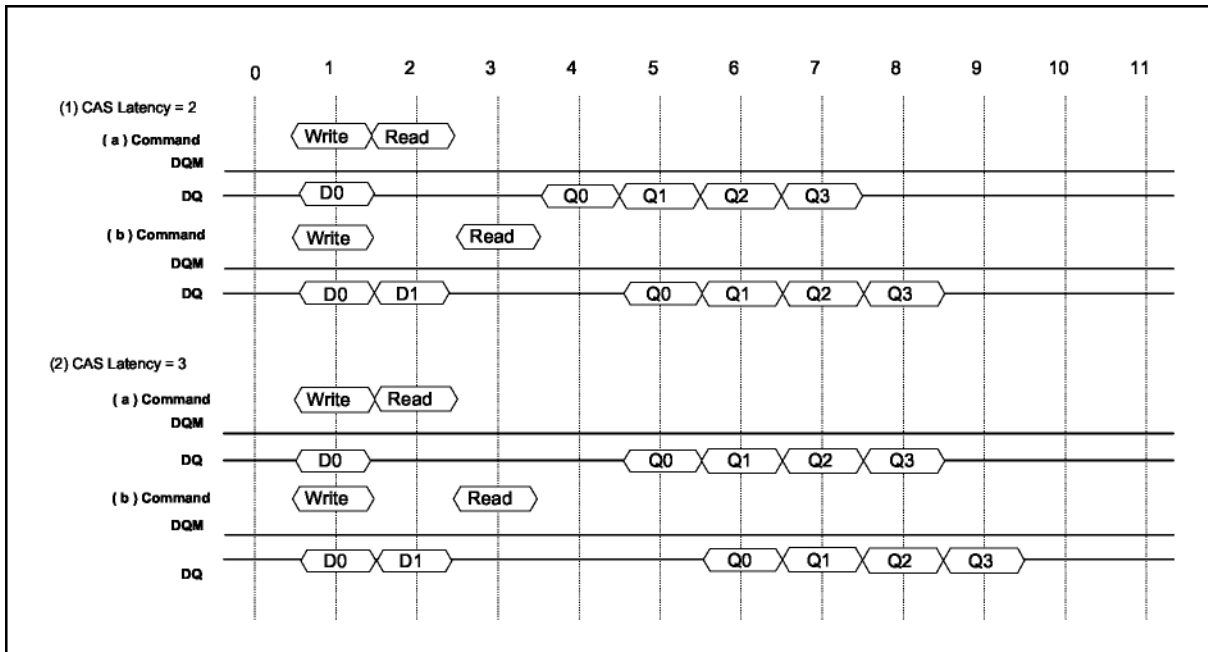 0 1 2 3 4 5 6 7 8 9 10 11
(1) CAS Latency = 2
( a ) Command Write Read
DQM
DQ D0 Q0 Q1 Q2 Q3
( b ) Command Write Read
DQM
DQ D0 D1 Q0 Q1 Q2 Q3
(2) CAS Latency = 3
( a ) Command Write Read
DQM
DQ D0 Q0 Q1 Q2 Q3
( b ) Command Write Read
DQM
DQ D0 D1 Q0 Q1 Q2 Q3